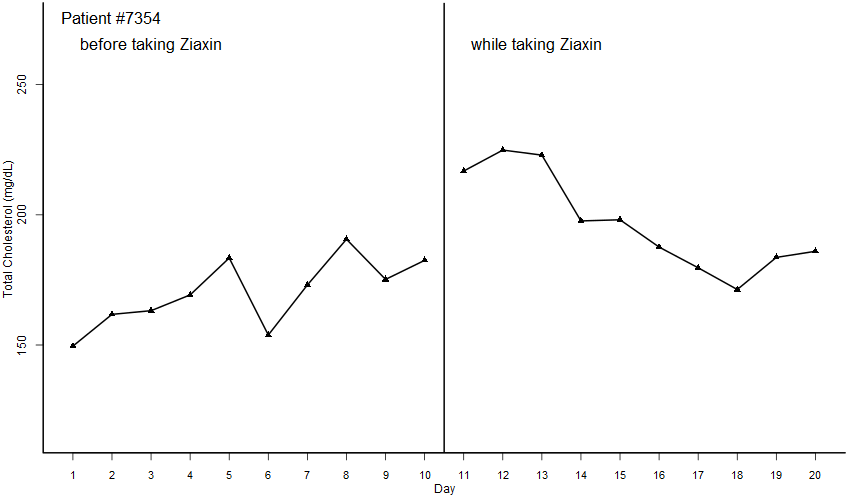 Patient #7354
before taking Ziaxin
while taking Ziaxin
Total Cholesterol (mg/dL)
250
200
150
1 2 3 4 5 6 7 8 9 10 11 12 13 14 15 16 17 18 19 20
Day